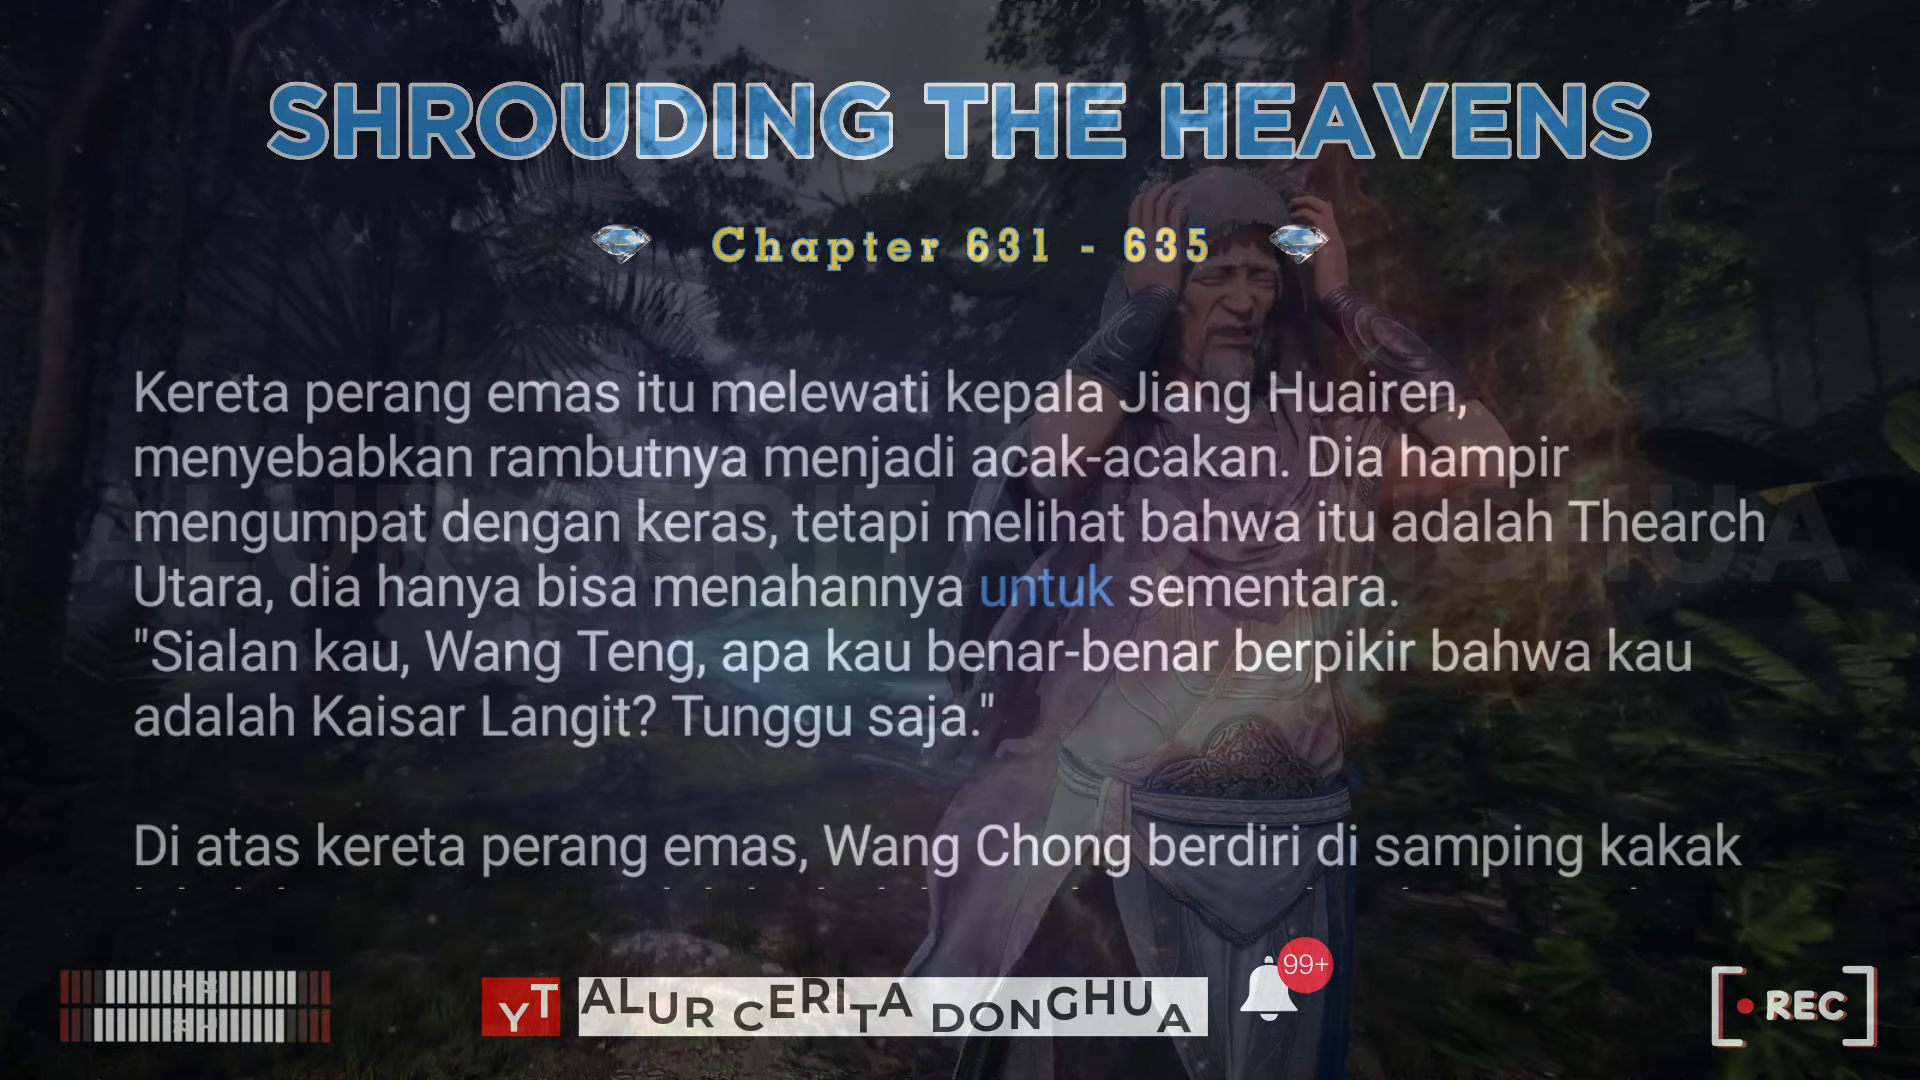 SHROUDING THE HEAVENS
Chapter 631 - 635
Kereta perang emas itu melewati kepala Jiang Huairen,
menyebabkan rambutnya menjadi acak-acakan. Dia hampir
mengumpat dengan keras, tetapi melihat bahwa itu adalah Thearch
Utara, dia hanya bisa menahannya untuk sementara.
"Sialan kau, Wang Teng, apa kau benar-benar berpikir bahwa kau
adalah Kaisar Langit? Tunggu saja."
Di atas kereta perang emas, Wang Chong berdiri di samping kakak
ALUR CERITA DONGHUA
YT ALUR CERITA DONGHUA
99+
REC